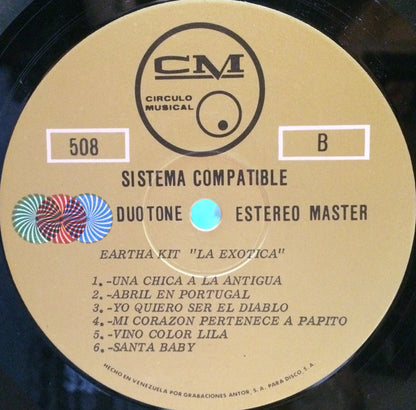 CM
CIRCULO
MUSICAL
508
B
SISTEMA COMPATIBLE
DUOTONE ESTEREO MASTER
EARTHA KIT "LA EXOTICA"
1.-UNA CHICA A LA ANTIGUA
2.-ABRIL EN PORTUGAL
3.-YO QUIERO SER EL DIABLO
4.-MI CORAZON PERTENECE A PAPITO
5.-VINO COLOR LILA
6.-SANTA BABY
HECHO EN VENEZUELA POR GRABACIONES ANTOR, S. A. PARA DISCO, S. A.